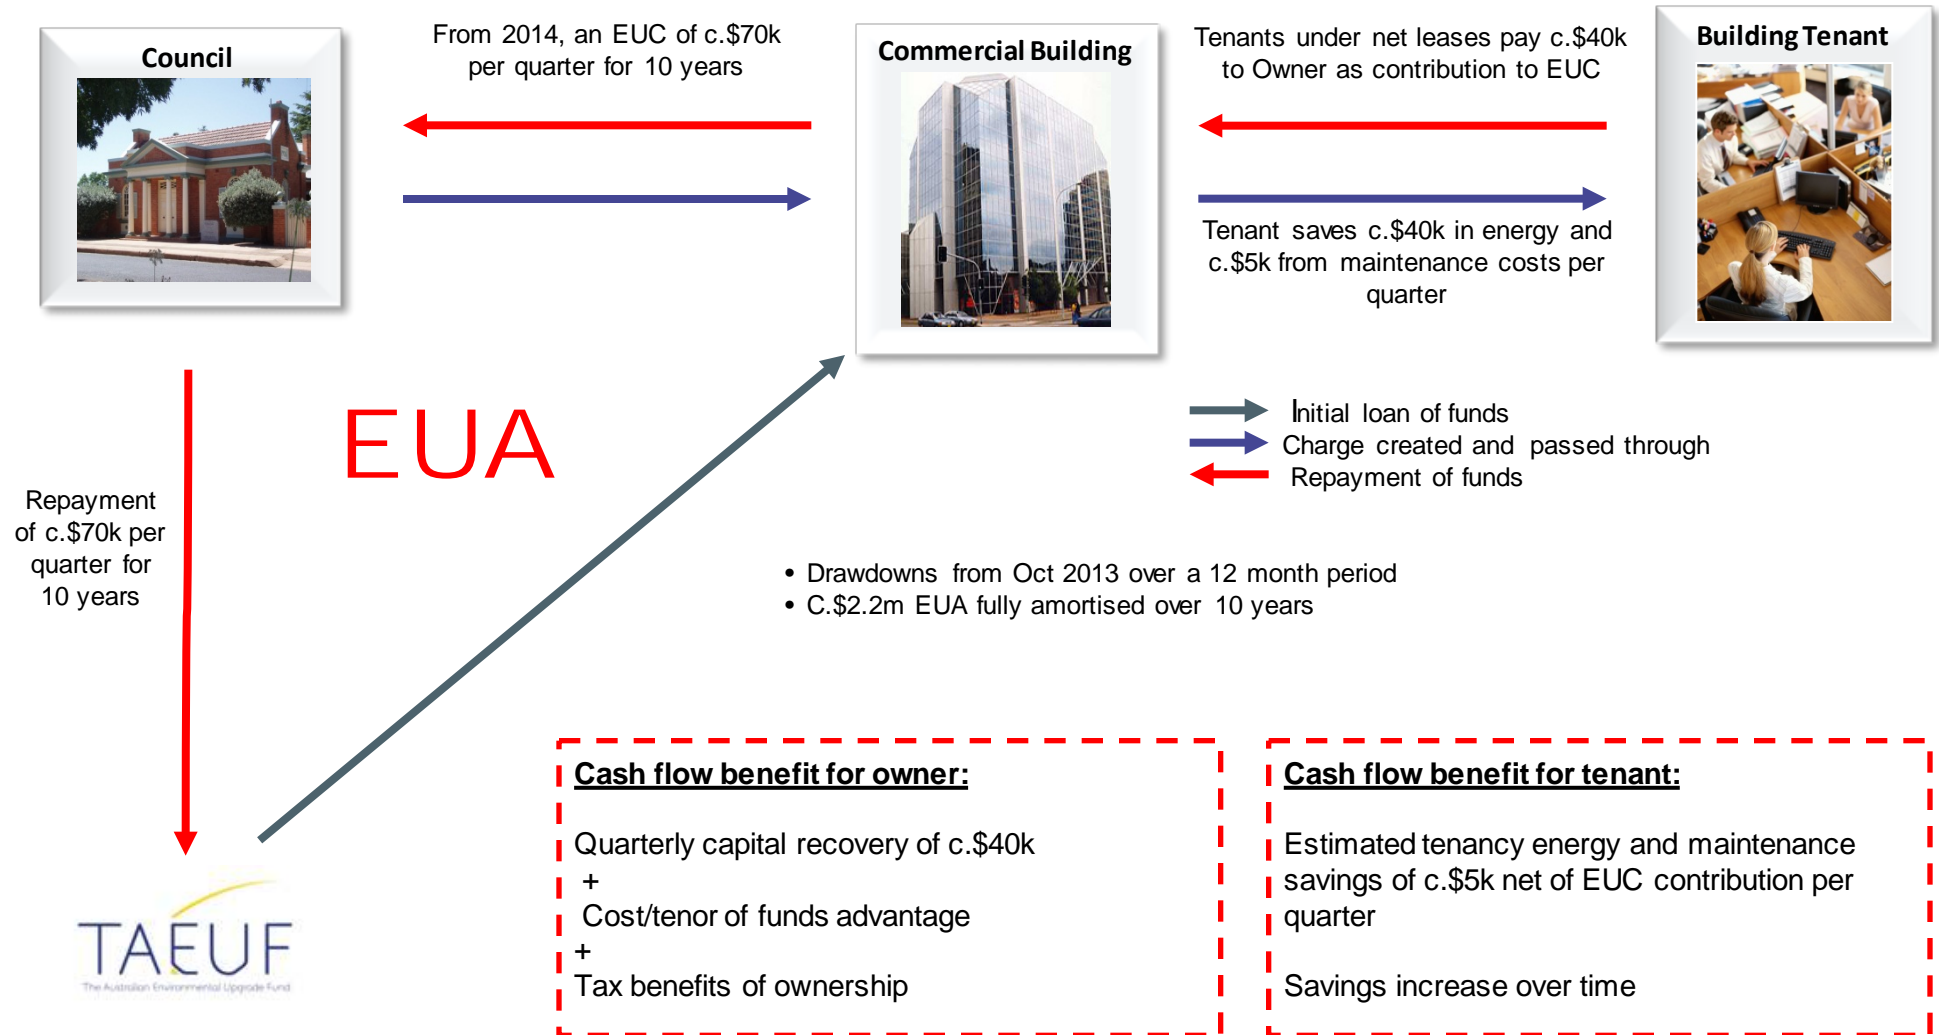 Council
From 2014, an EUC of c.$70k
per quarter for 10 years
Commercial Building
Tenants under net leases pay c.$40k
to Owner as contribution to EUC
Building Tenant
Tenant saves c.$40k in energy and
c.$5k from maintenance costs per
quarter
EUA
Initial loan of funds
Charge created and passed through
Repayment of funds
Repayment
of c.$70k per
quarter for
10 years
• Drawdowns from Oct 2013 over a 12 month period
• C.$2.2m EUA fully amortised over 10 years
Cash flow benefit for owner:
Quarterly capital recovery of c.$40k
+
Cost/tenor of funds advantage
+
Tax benefits of ownership
Cash flow benefit for tenant:
Estimated tenancy energy and maintenance
savings of c.$5k net of EUC contribution per
quarter
Savings increase over time
TAEUF
The Australian Environmental Upgrade Fund